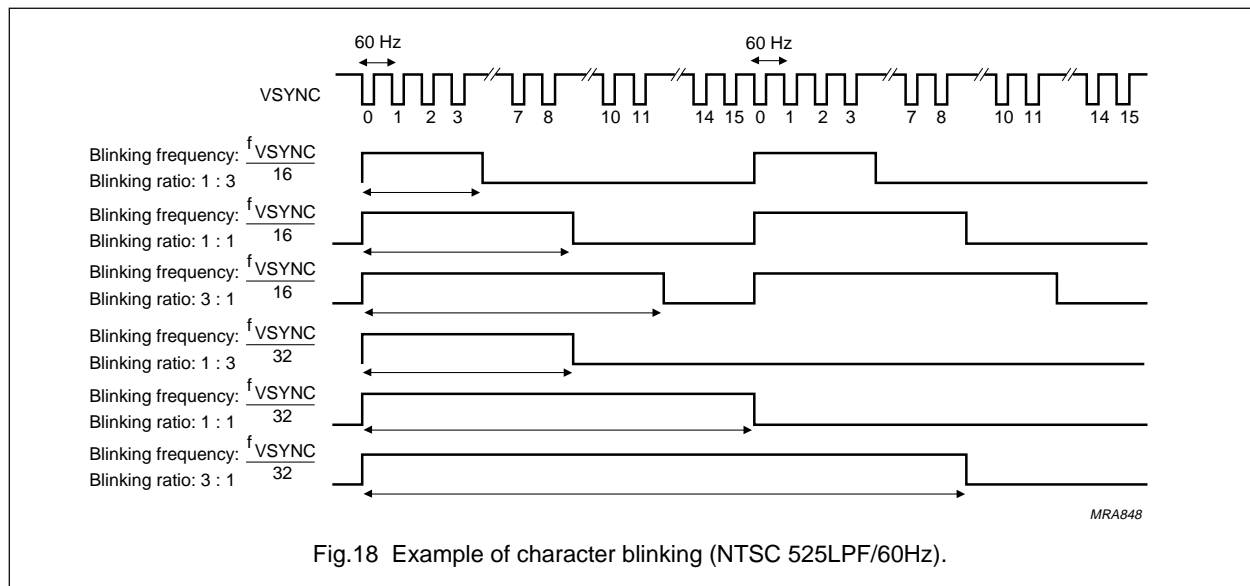 60 Hz 60 Hz
VSYNC
0 1 2 3 7 8 10 11 14 15 0 1 2 3 7 8 10 11 14 15
Blinking frequency: fVSYNC
16
Blinking ratio: 1 : 3
Blinking frequency: fVSYNC
16
Blinking ratio: 1 : 1
Blinking frequency: fVSYNC
16
Blinking ratio: 3 : 1
Blinking frequency: fVSYNC
32
Blinking ratio: 1 : 3
Blinking frequency: fVSYNC
32
Blinking ratio: 1 : 1
Blinking frequency: fVSYNC
32
Blinking ratio: 3 : 1
MRA848
Fig.18 Example of character blinking (NTSC 525LPF/60Hz).